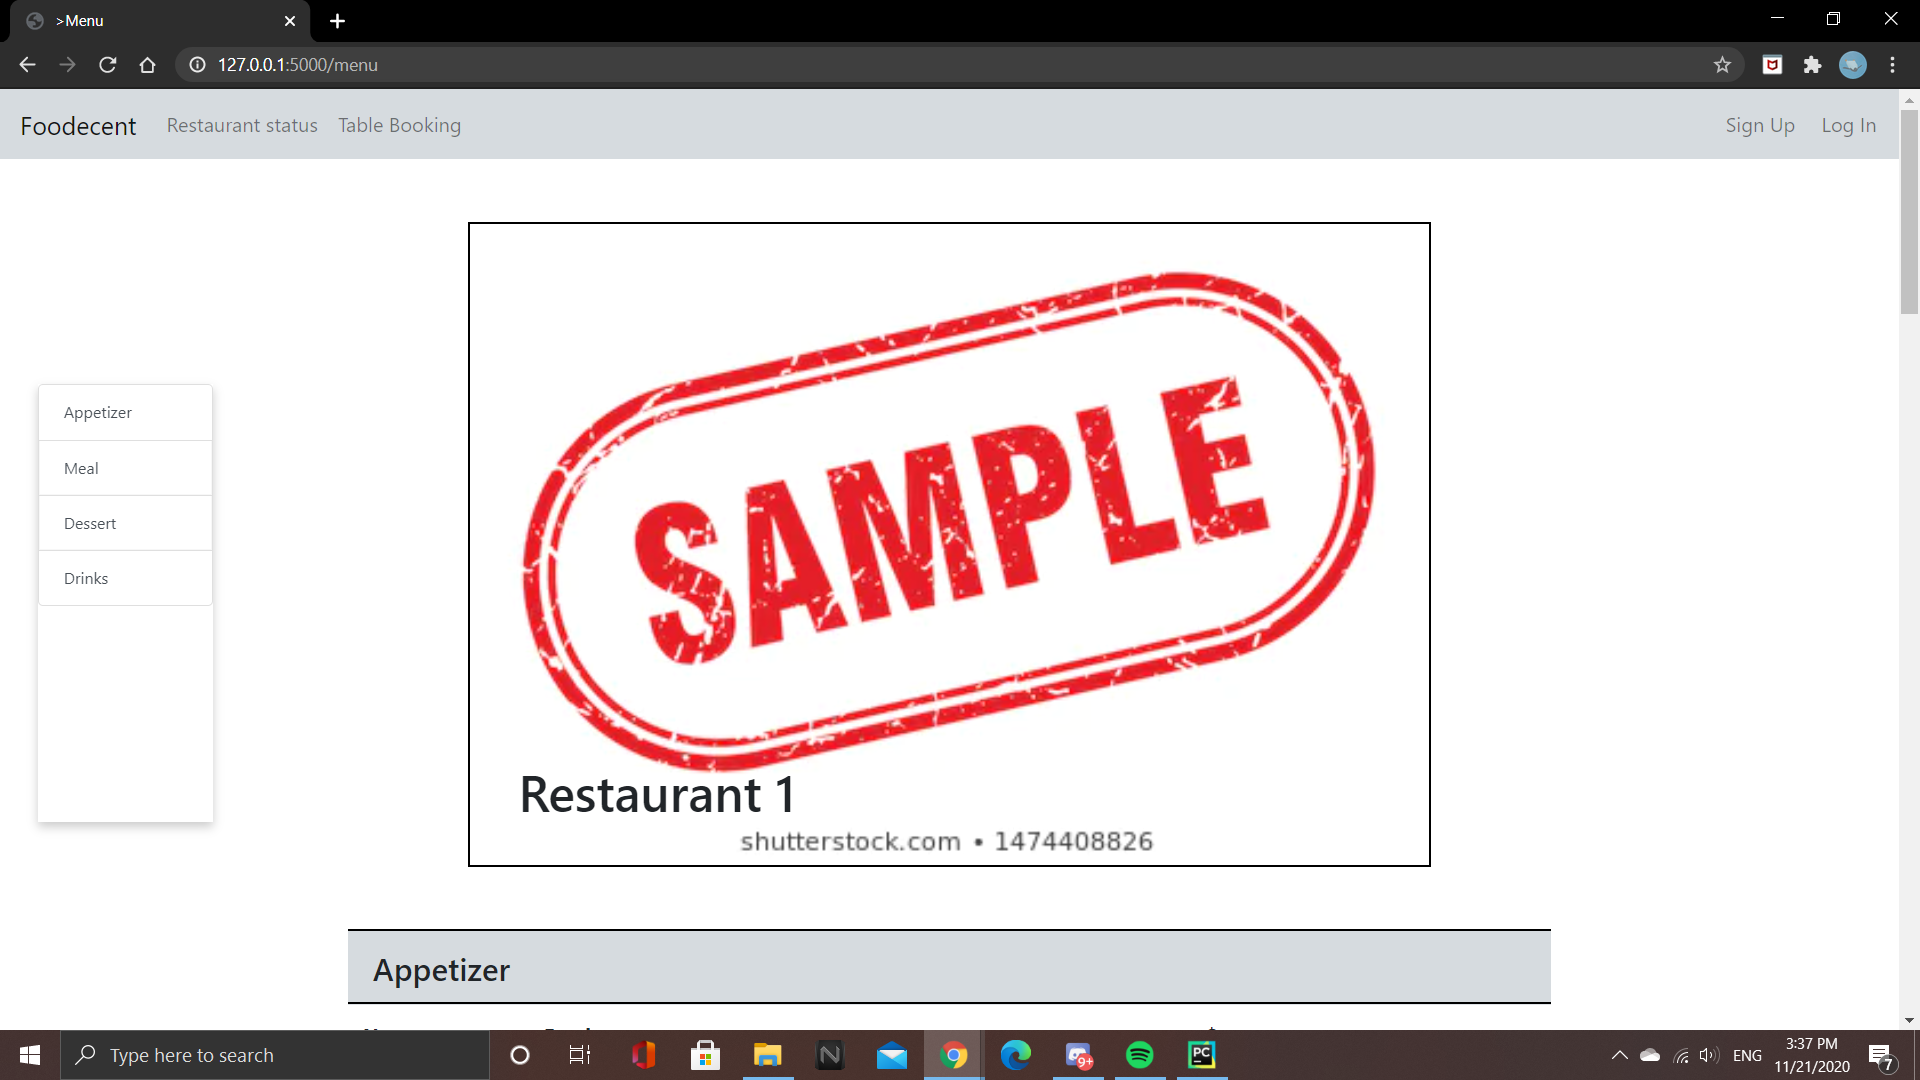 >Menu
127.0.0.1:5000/menu
Foodecent Restaurant status Table Booking Sign Up Log In
Appetizer
Meal
Dessert
Drinks
SAMPLE
Restaurant 1
shutterstock.com • 1474408826
Appetizer
Type here to search
N
9+
PC
ENG
3:37 PM
11/21/2020
7